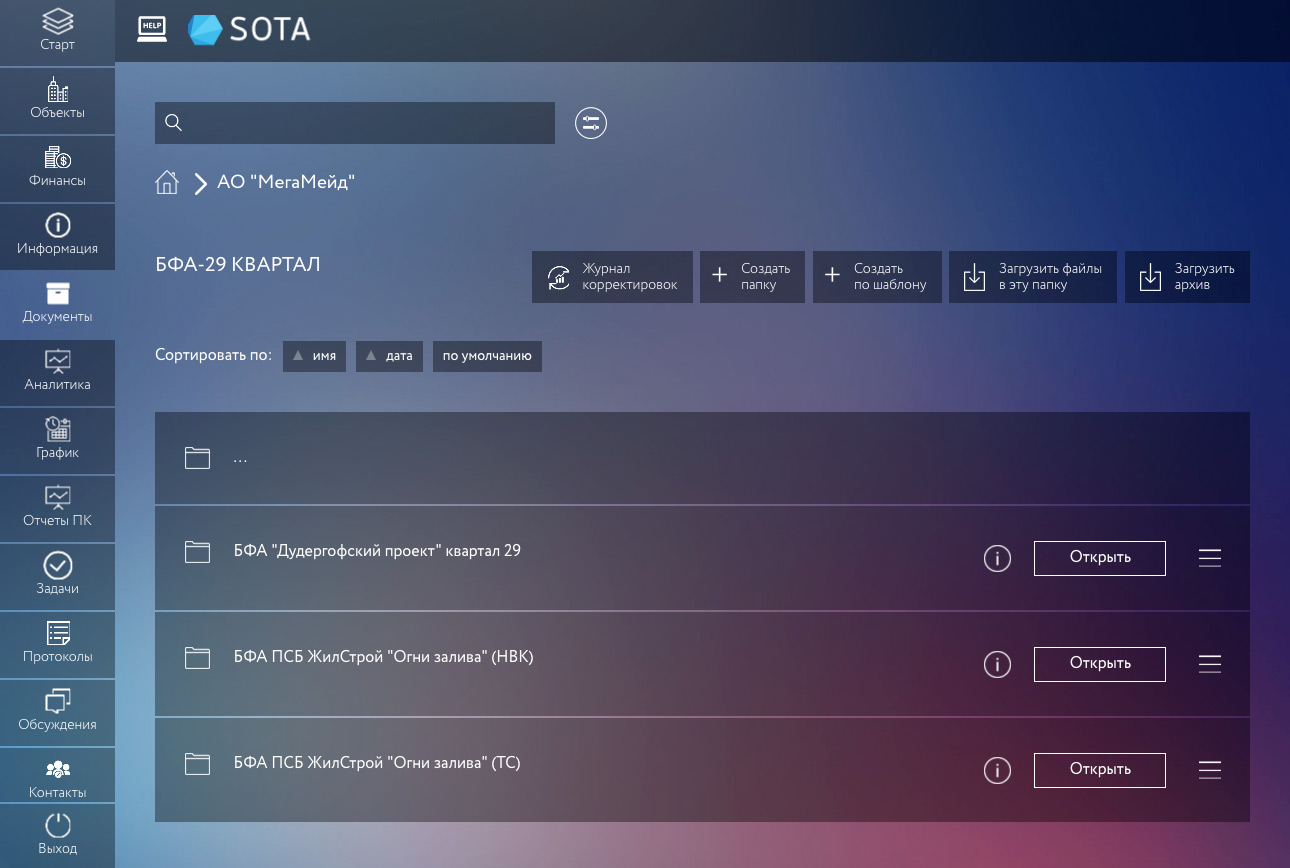 Старт
Объекты
Финансы
Информация
Документы
Аналитика
График
Отчеты ПК
Задачи
Протоколы
Обсуждения
Контакты
Выход
HELP
SOTA
АО "МегаМейд"
БФА-29 КВАРТАЛ
Журнал
корректировок
Создать
папку
Создать
по шаблону
Загрузить файлы
в эту папку
Загрузить
архив
Сортировать по:
имя
дата
по умолчанию
...
БФА "Дудергофский проект" квартал 29
Открыть
БФА ПСБ ЖилСтрой "Огни залива" (НВК)
Открыть
БФА ПСБ ЖилСтрой "Огни залива" (ТС)
Открыть